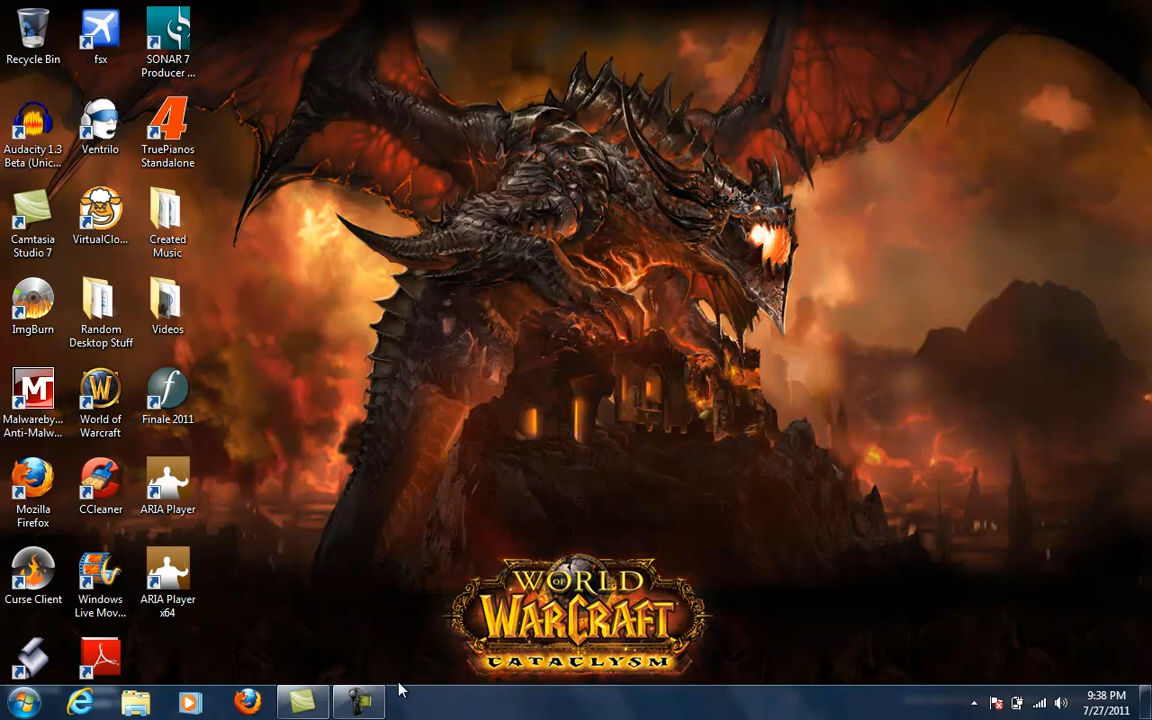 Recycle Bin
fsx
SONAR 7
Producer ...
Audacity 1.3
Beta (Unic...
Ventrilo
4
TruePianos
Standalone
Camtasia
Studio 7
VirtualClo...
Created
Music
ImgBurn
Random
Desktop Stuff
Videos
M
Malwareby...
Anti-Malw...
W
World of
Warcraft
f
Finale 2011
Mozilla
Firefox
CCleaner
ARIA Player
Curse Client
Windows
Live Mov...
ARIA Player
x64
WORLD
OF
WARCRAFT
CATACLYSM
9:38 PM
7/27/2011